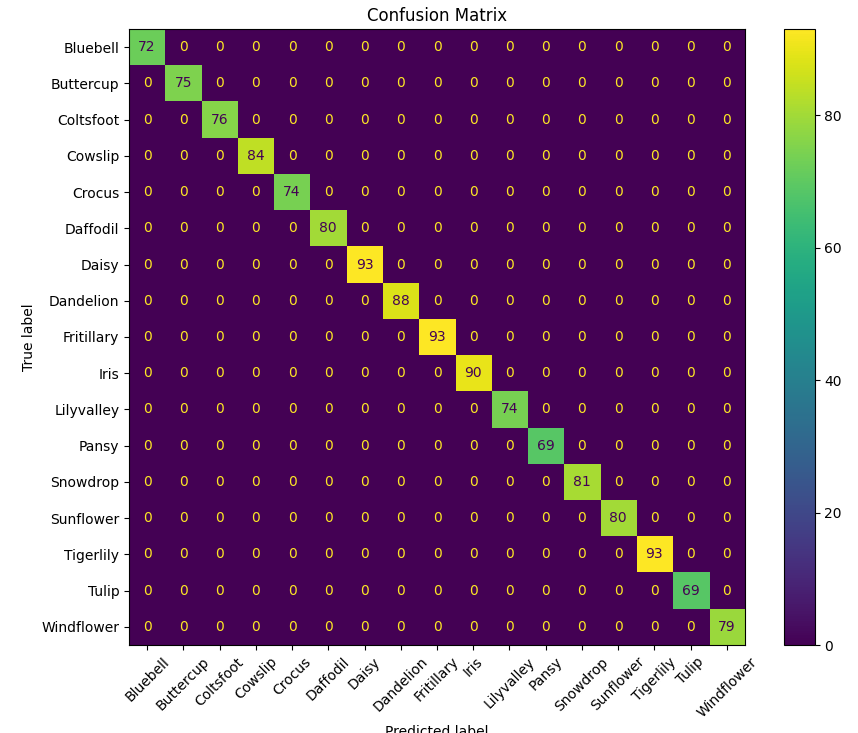 Confusion Matrix
Bluebell 72 0 0 0 0 0 0 0 0 0 0 0 0 0 0 0 0
Buttercup 0 75 0 0 0 0 0 0 0 0 0 0 0 0 0 0 0
Coltsfoot 0 0 76 0 0 0 0 0 0 0 0 0 0 0 0 0 0
Cowslip 0 0 0 84 0 0 0 0 0 0 0 0 0 0 0 0 0
Crocus 0 0 0 0 74 0 0 0 0 0 0 0 0 0 0 0 0
Daffodil 0 0 0 0 0 80 0 0 0 0 0 0 0 0 0 0 0
Daisy 0 0 0 0 0 0 93 0 0 0 0 0 0 0 0 0 0
Dandelion 0 0 0 0 0 0 0 88 0 0 0 0 0 0 0 0 0
Fritillary 0 0 0 0 0 0 0 0 93 0 0 0 0 0 0 0 0
Iris 0 0 0 0 0 0 0 0 0 90 0 0 0 0 0 0 0
Lilyvalley 0 0 0 0 0 0 0 0 0 0 74 0 0 0 0 0 0
Pansy 0 0 0 0 0 0 0 0 0 0 0 69 0 0 0 0 0
Snowdrop 0 0 0 0 0 0 0 0 0 0 0 0 81 0 0 0 0
Sunflower 0 0 0 0 0 0 0 0 0 0 0 0 0 80 0 0 0
Tigerlily 0 0 0 0 0 0 0 0 0 0 0 0 0 0 93 0 0
Tulip 0 0 0 0 0 0 0 0 0 0 0 0 0 0 0 69 0
Windflower 0 0 0 0 0 0 0 0 0 0 0 0 0 0 0 0 79
True label
Bluebell Buttercup Coltsfoot Cowslip Crocus Daffodil Daisy Dandelion Fritillary Iris Lilyvalley Pansy Snowdrop Sunflower Tigerlily Tulip Windflower
Predicted label
80
60
40
20
0